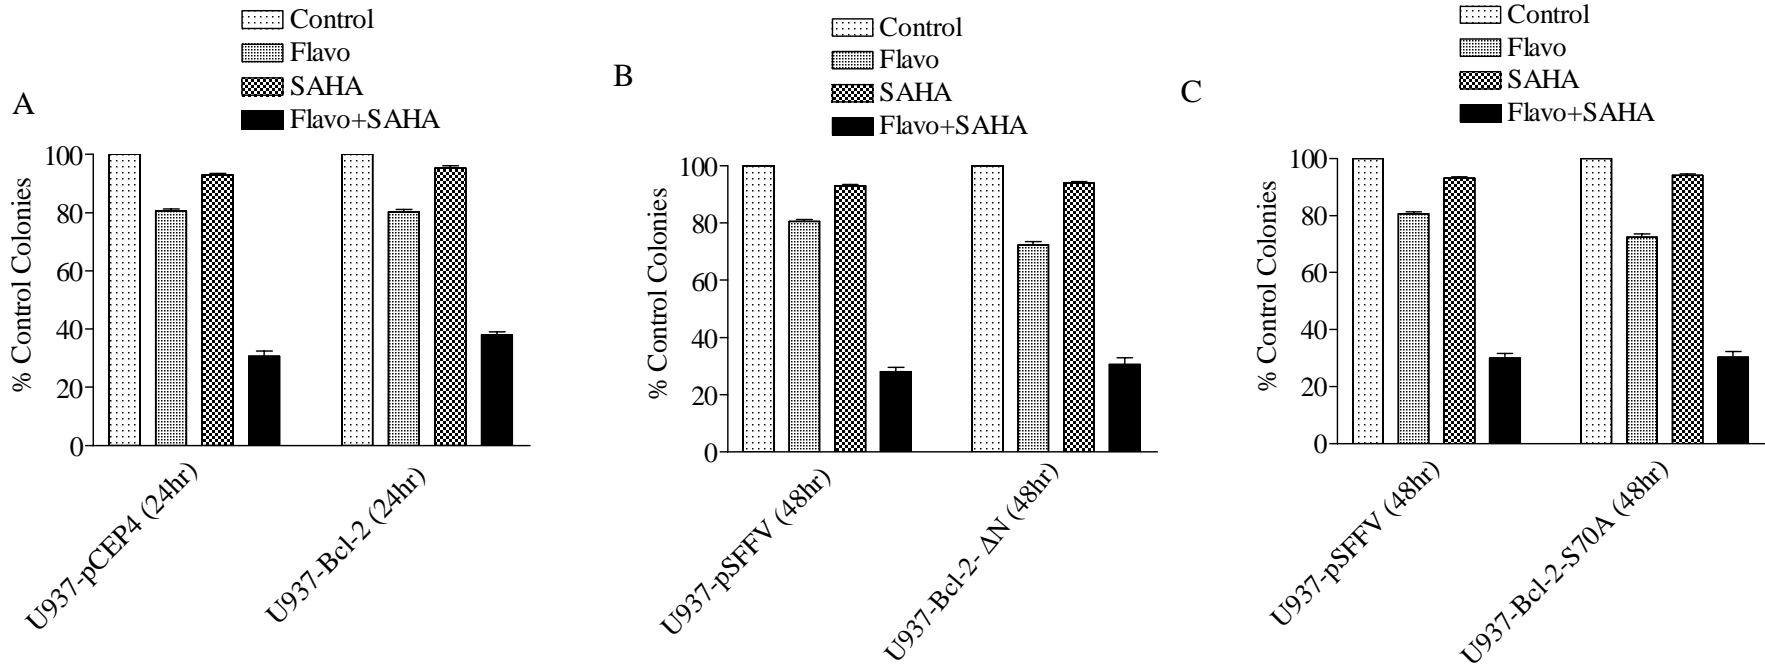 A
Control
Flavo
SAHA
Flavo+SAHA
% Control Colonies
100
80
60
40
20
0
U937-pCEP4 (24hr)
U937-Bcl-2 (24hr)
B
Control
Flavo
SAHA
Flavo+SAHA
% Control Colonies
100
80
60
40
20
0
U937-pSFFV (48hr)
U937-Bcl-2- ΔN (48hr)
C
Control
Flavo
SAHA
Flavo+SAHA
% Control Colonies
100
80
60
40
20
0
U937-pSFFV (48hr)
U937-Bcl-2-S70A (48hr)